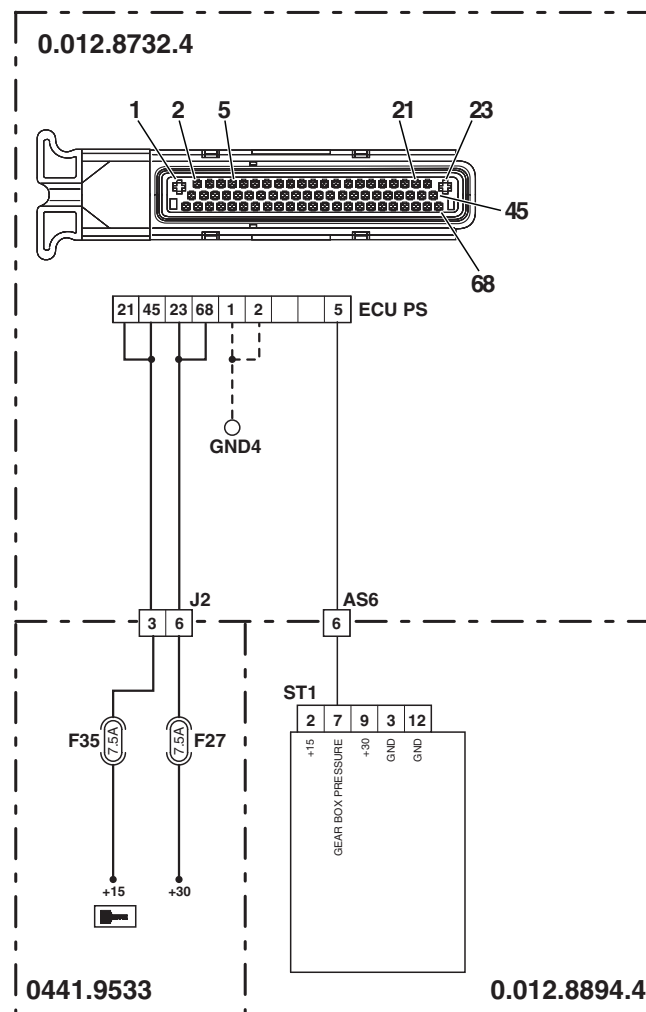 0.012.8732.4
1 2 5 21 23
45
68
21 45 23 68 1 2 5 ECU PS
GND4
J2 AS6
3 6 6
ST1
2 7 9 3 12
F35 7.5A 7.5A F27
+15 GEAR BOX PRESSURE +30 GND GND
+15 +30
0441.9533 0.012.8894.4